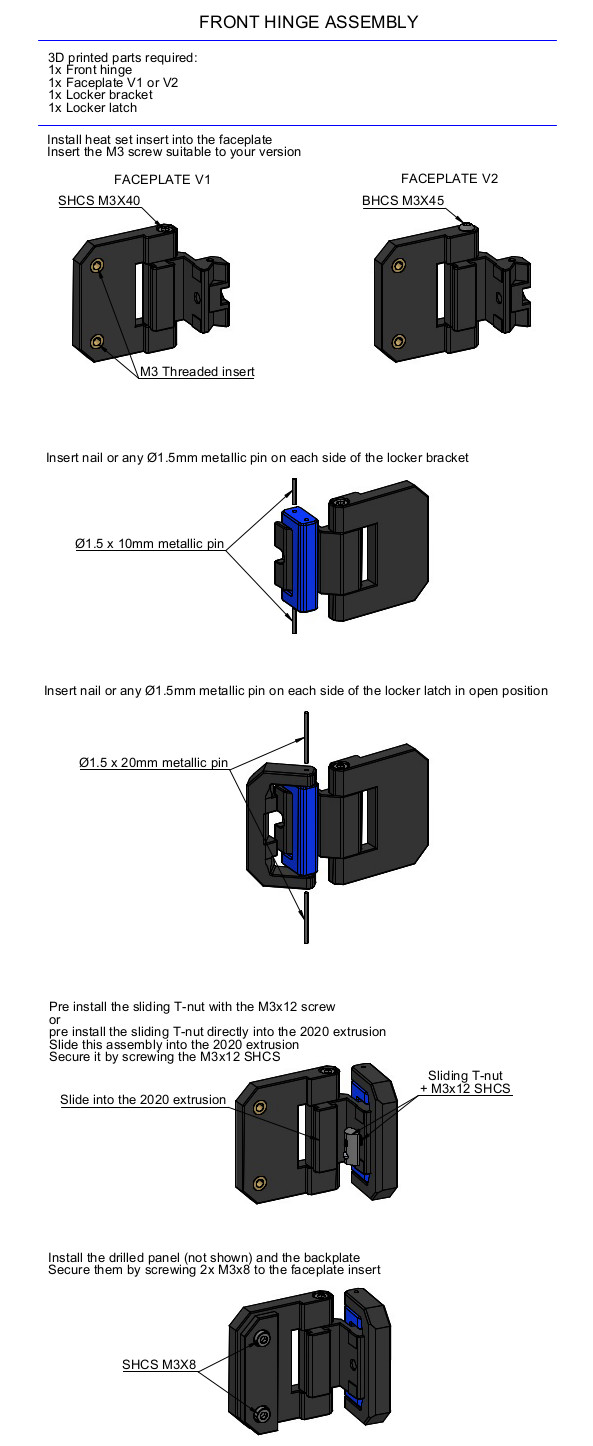 FRONT HINGE ASSEMBLY
3D printed parts required:
1x Front hinge
1x Faceplate V1 or V2
1x Locker bracket
1x Locker latch
Install heat set insert into the faceplate
Insert the M3 screw suitable to your version
FACEPLATE V1
FACEPLATE V2
SHCS M3X40
BHCS M3X45
M3 Threaded insert
Insert nail or any Ø1.5mm metallic pin on each side of the locker bracket
Ø1.5 x 10mm metallic pin
Insert nail or any Ø1.5mm metallic pin on each side of the locker latch in open position
Ø1.5 x 20mm metallic pin
Pre install the sliding T-nut with the M3x12 screw
or
pre install the sliding T-nut directly into the 2020 extrusion
Slide this assembly into the 2020 extrusion
Secure it by screwing the M3x12 SHCS
Sliding T-nut
+ M3x12 SHCS
Slide into the 2020 extrusion
Install the drilled panel (not shown) and the backplate
Secure them by screwing 2x M3x8 to the faceplate insert
SHCS M3X8